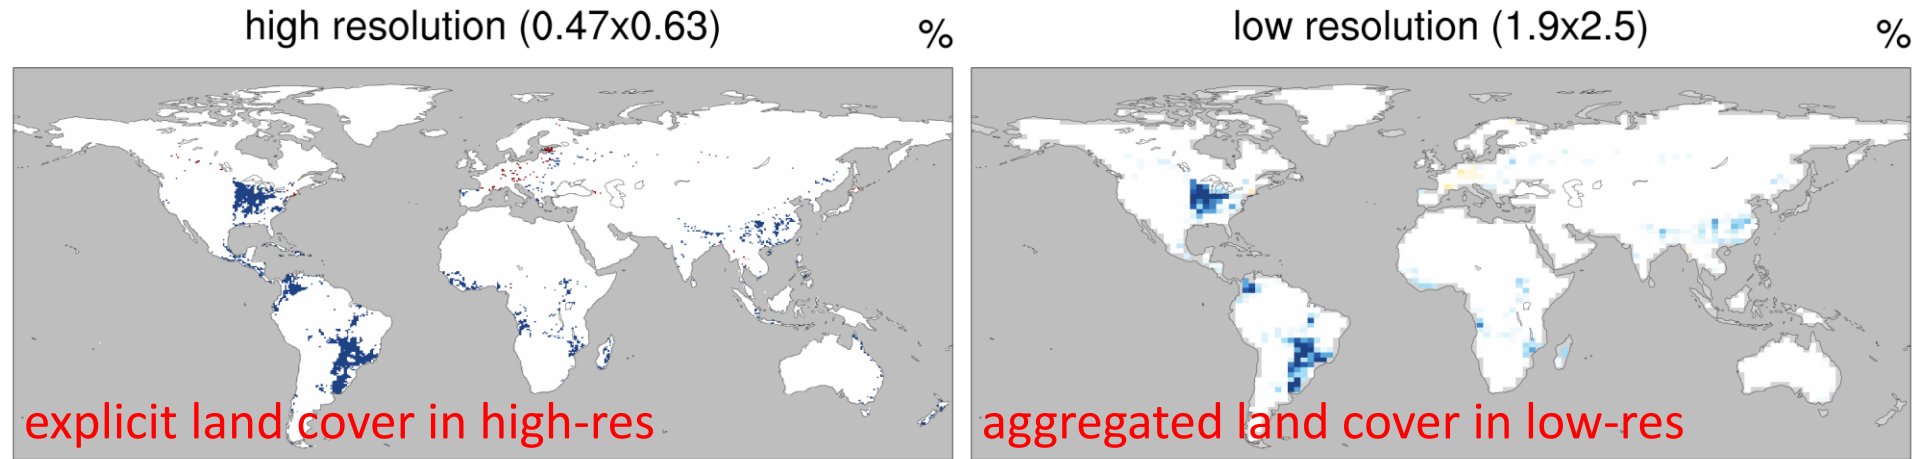 high resolution (0.47x0.63) %
low resolution (1.9x2.5) %
explicit land cover in high-res
aggregated land cover in low-res